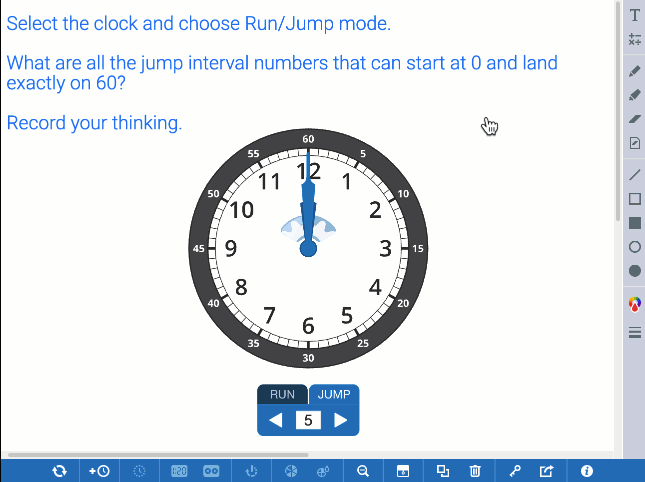 Select the clock and choose Run/Jump mode.
What are all the jump interval numbers that can start at 0 and land
exactly on 60?
Record your thinking.
60
55 5
12
11 1
50 10
10 2
45 9 3 15
8 4
40 20
7 5
6
35 25
30
RUN JUMP
5
+20
T